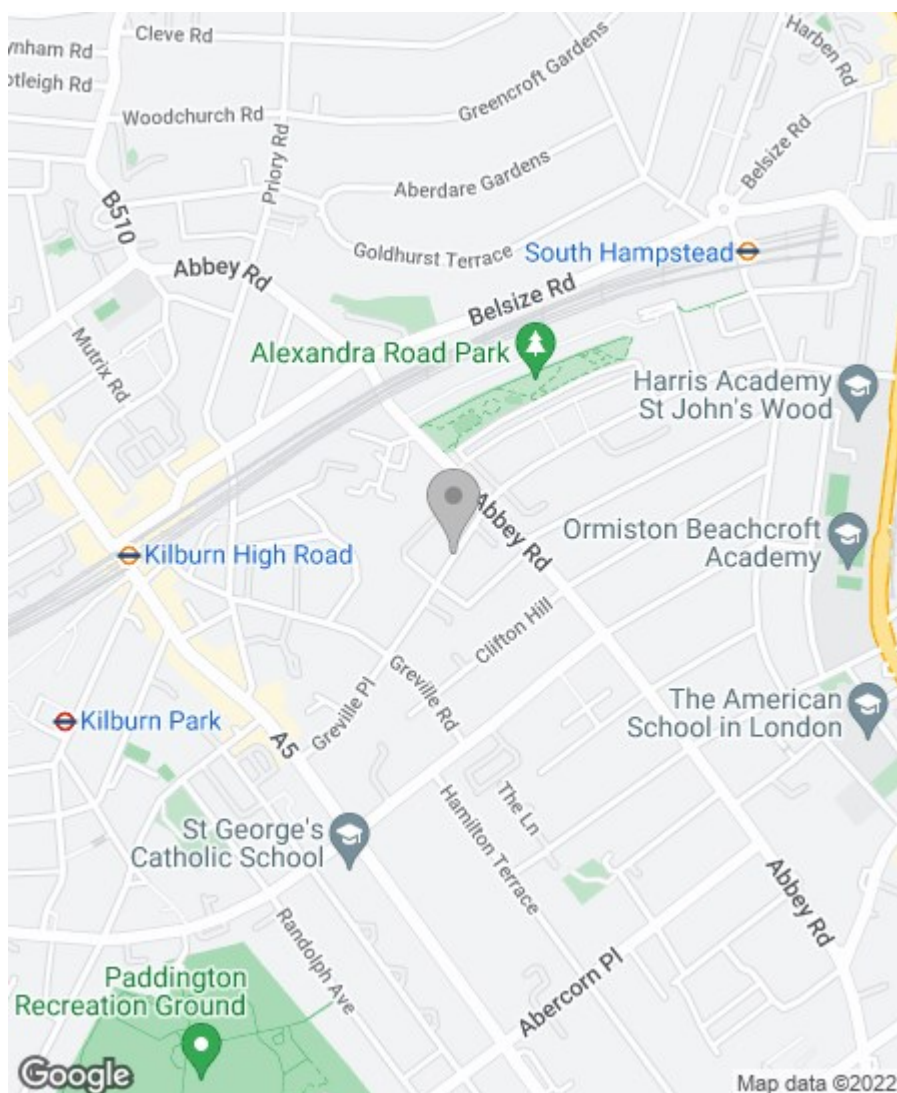 Cleve Rd
Harben Rd
Greencroft Gardens
Woodchurch Rd
Priory Rd
Belsize Rd
Aberdare Gardens
B510
Goldhurst Terrace
South Hampstead
Abbey Rd
Belsize Rd
Mutrix Rd
Alexandra Road Park
Harris Academy
St John's Wood
Abbey Rd
Ormiston Beachcroft
Academy
Kilburn High Road
Clifton Hill
Greville Rd
Greville Pl
The American
School in London
Kilburn Park
A5
The Ln
Hamilton Terrace
St George's
Catholic School
Abbey Rd
Randolph Ave
Abercorn Pl
Paddington
Recreation Ground
Google
Map data ©2022